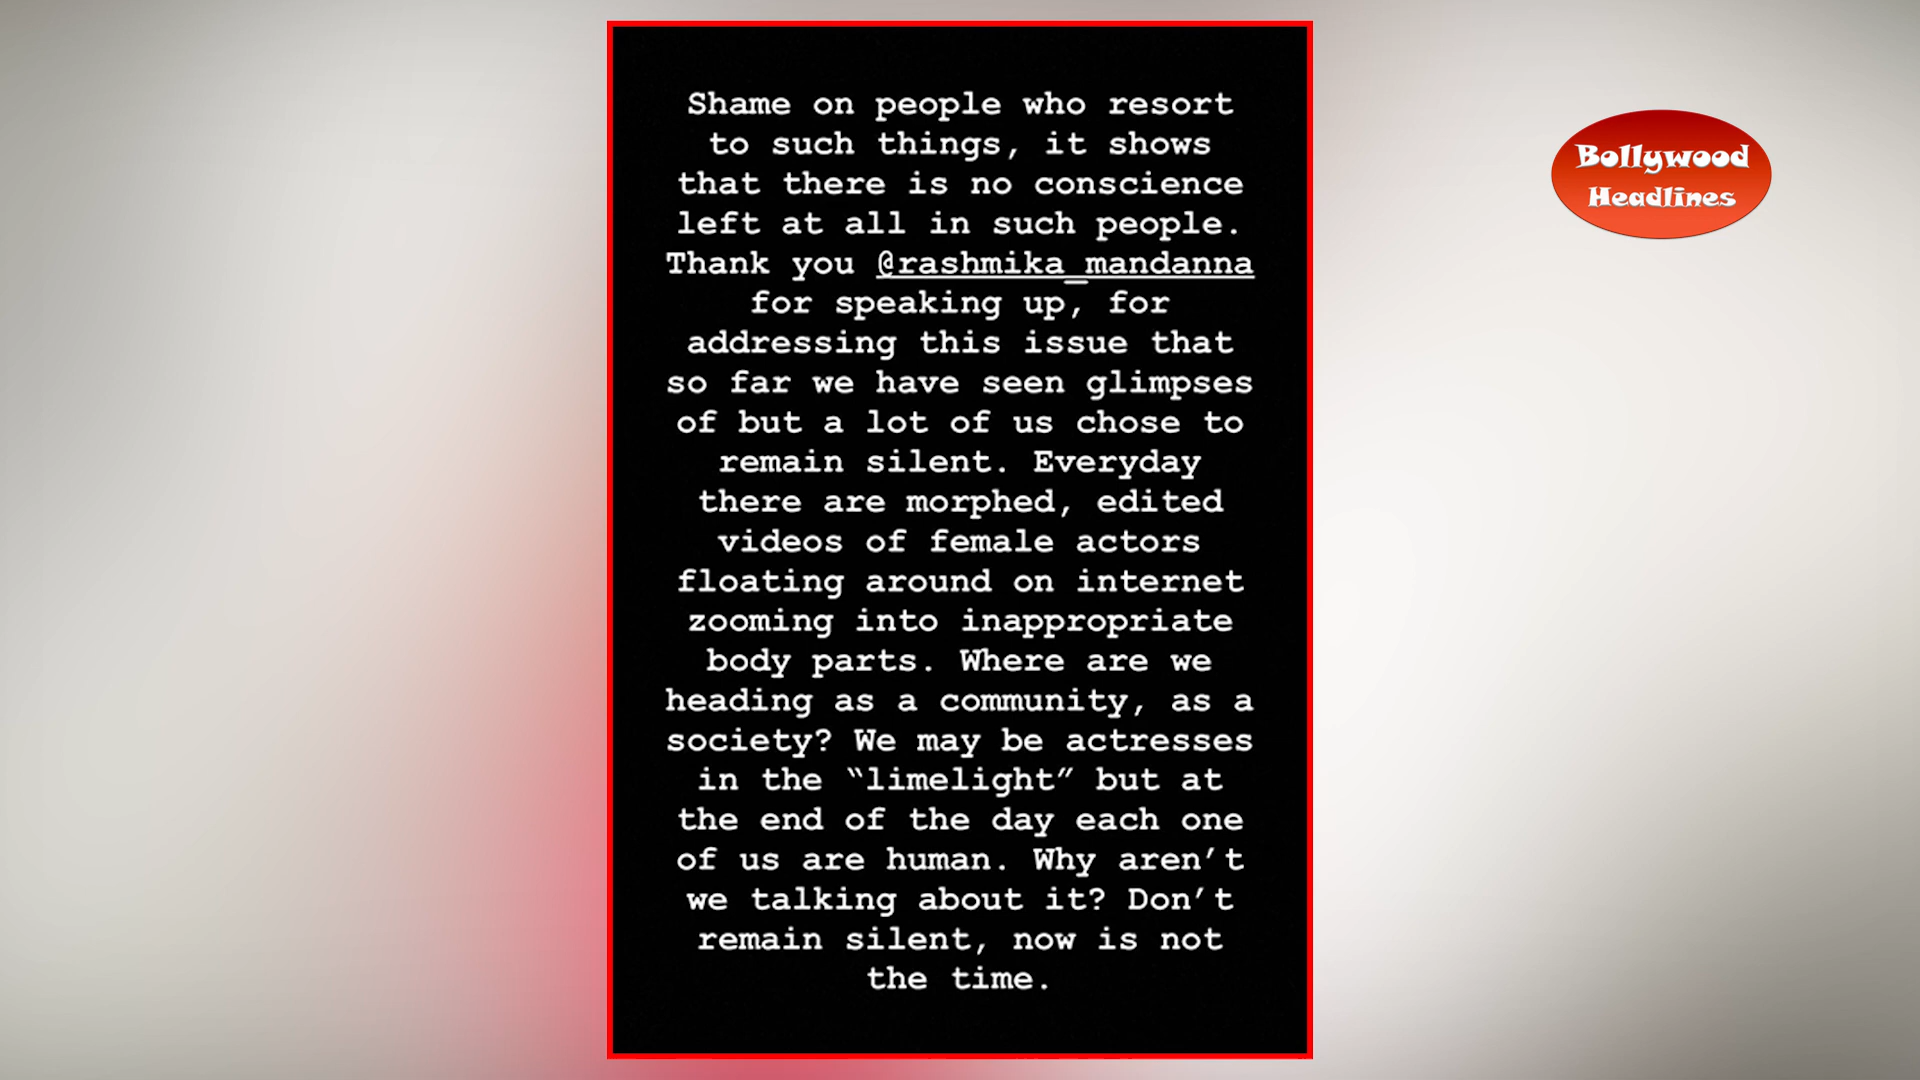 Shame on people who resort
to such things, it shows
that there is no conscience
left at all in such people.
Thank you @rashmika_mandanna
for speaking up, for
addressing this issue that
so far we have seen glimpses
of but a lot of us chose to
remain silent. Everyday
there are morphed, edited
videos of female actors
floating around on internet
zooming into inappropriate
body parts. Where are we
heading as a community, as a
society? We may be actresses
in the “limelight” but at
the end of the day each one
of us are human. Why aren’t
we talking about it? Don’t
remain silent, now is not
the time.
Bollywood
Headlines